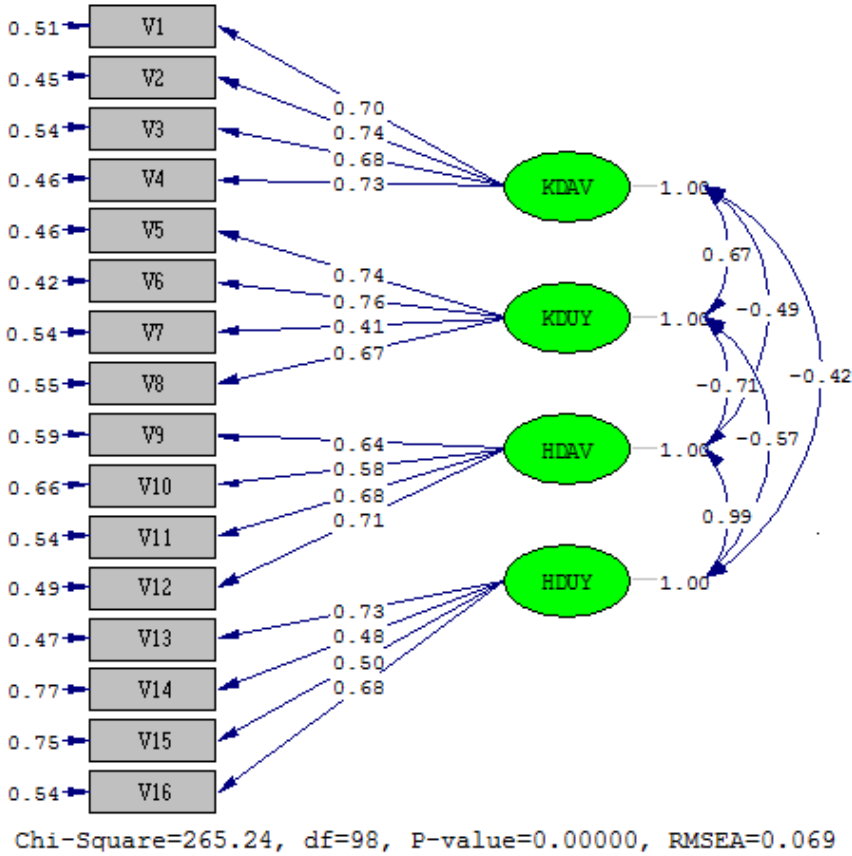 0.51 V1
0.45 V2
0.70
0.54 V3
0.74
0.68
0.46 V4
0.73
KDAV 1.00
0.46 V5
0.67
0.74
0.42 V6
0.76
-0.49
0.54 V7
0.41
KDUY 1.00
0.67
0.55 V8
-0.71
-0.42
0.59 V9
0.64
-0.57
0.58
HDAV 1.00
0.66 V10
0.68
0.71
0.99
0.54 V11
0.49 V12
HDUY 1.00
0.73
0.47 V13
0.48
0.50
0.77 V14
0.68
0.75 V15
0.54 V16
Chi-Square=265.24, df=98, P-value=0.00000, RMSEA=0.069